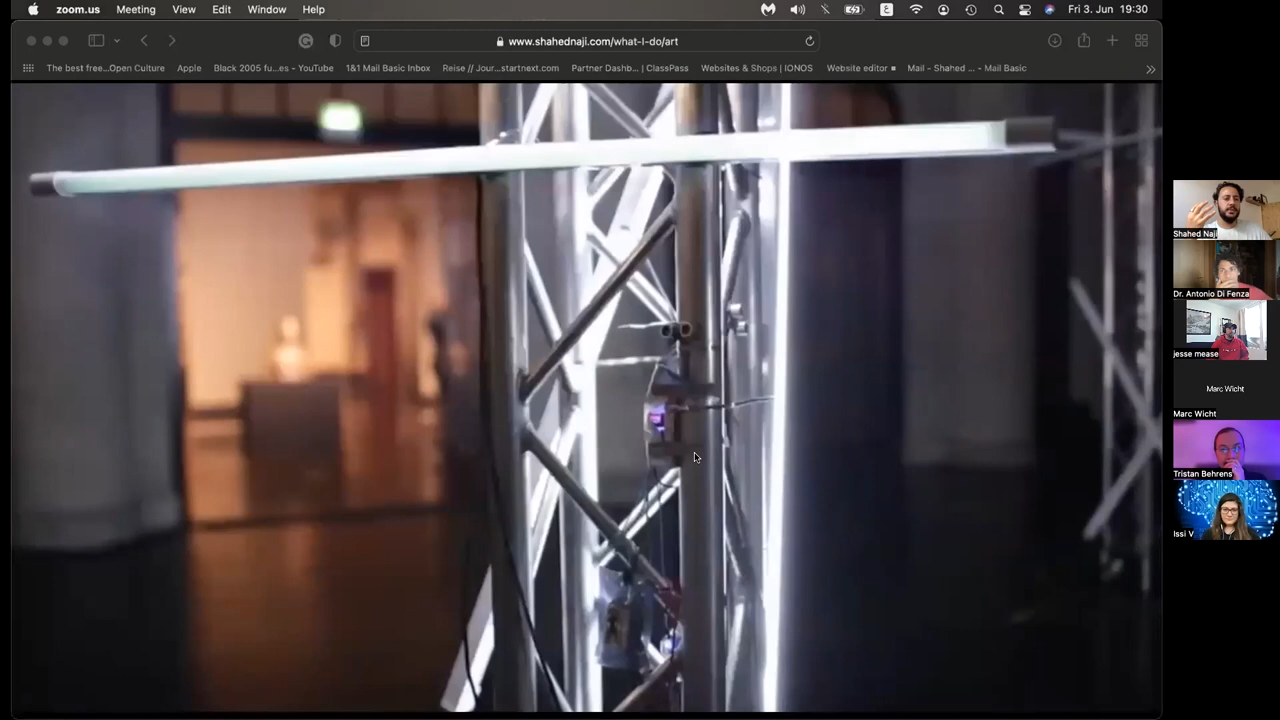 zoom.us Meeting View Edit Window Help ع Fri 3. Jun 19:30
www.shahednaji.com/what-I-do/art
The best free...Open Culture Apple Black 2005 fu...es - YouTube 1&1 Mail Basic Inbox Reise // Jour...startnext.com Partner Dashb... | ClassPass Websites & Shops | IONOS Website editor Mail - Shahed ... - Mail Basic
Shahed Naji
Dr. Antonio Di Fenza
jesse mease
Marc Wicht
Marc Wicht
Tristan Behrens
Issi V